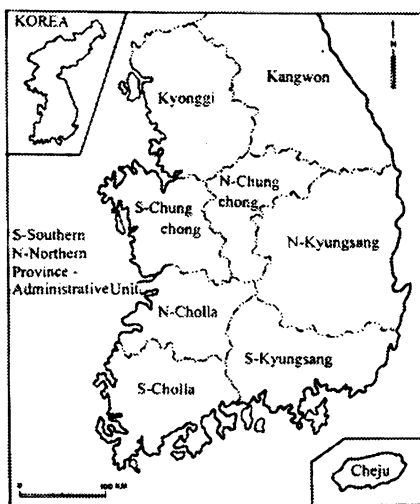 KOREA
N
Kyonggi
Kangwon
N-Chung
chong
S-Chung
chong
S-Southern
N-Northern
Province -
Administrative Unit
N-Kyungsang
N-Cholla
S-Kyungsang
S-Cholla
0 100 KM
Cheju